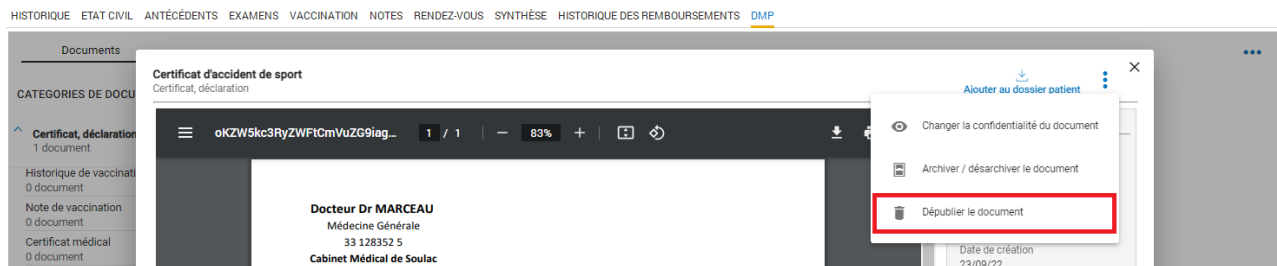 HISTORIQUE ETAT CIVIL ANTÉCÉDENTS EXAMENS VACCINATION NOTES RENDEZ-VOUS SYNTHÈSE HISTORIQUE DES REMBOURSEMENTS DMP
Documents
CATEGORIES DE DOCU
Certificat, déclaration
1 document
Historique de vaccinati
0 document
Note de vaccination
0 document
Certificat médical
0 document
Certificat d'accident de sport
Certificat, déclaration
Ajouter au dossier patient
oKZW5kc3RyZWFtCmVuZG9iag... 1 / 1 83%
Changer la confidentialité du document
Archiver / désarchiver le document
Dépublier le document
Docteur Dr MARCEAU
Médecine Générale
33 128352 5
Cabinet Médical de Soulac
Date de création
23/09/22